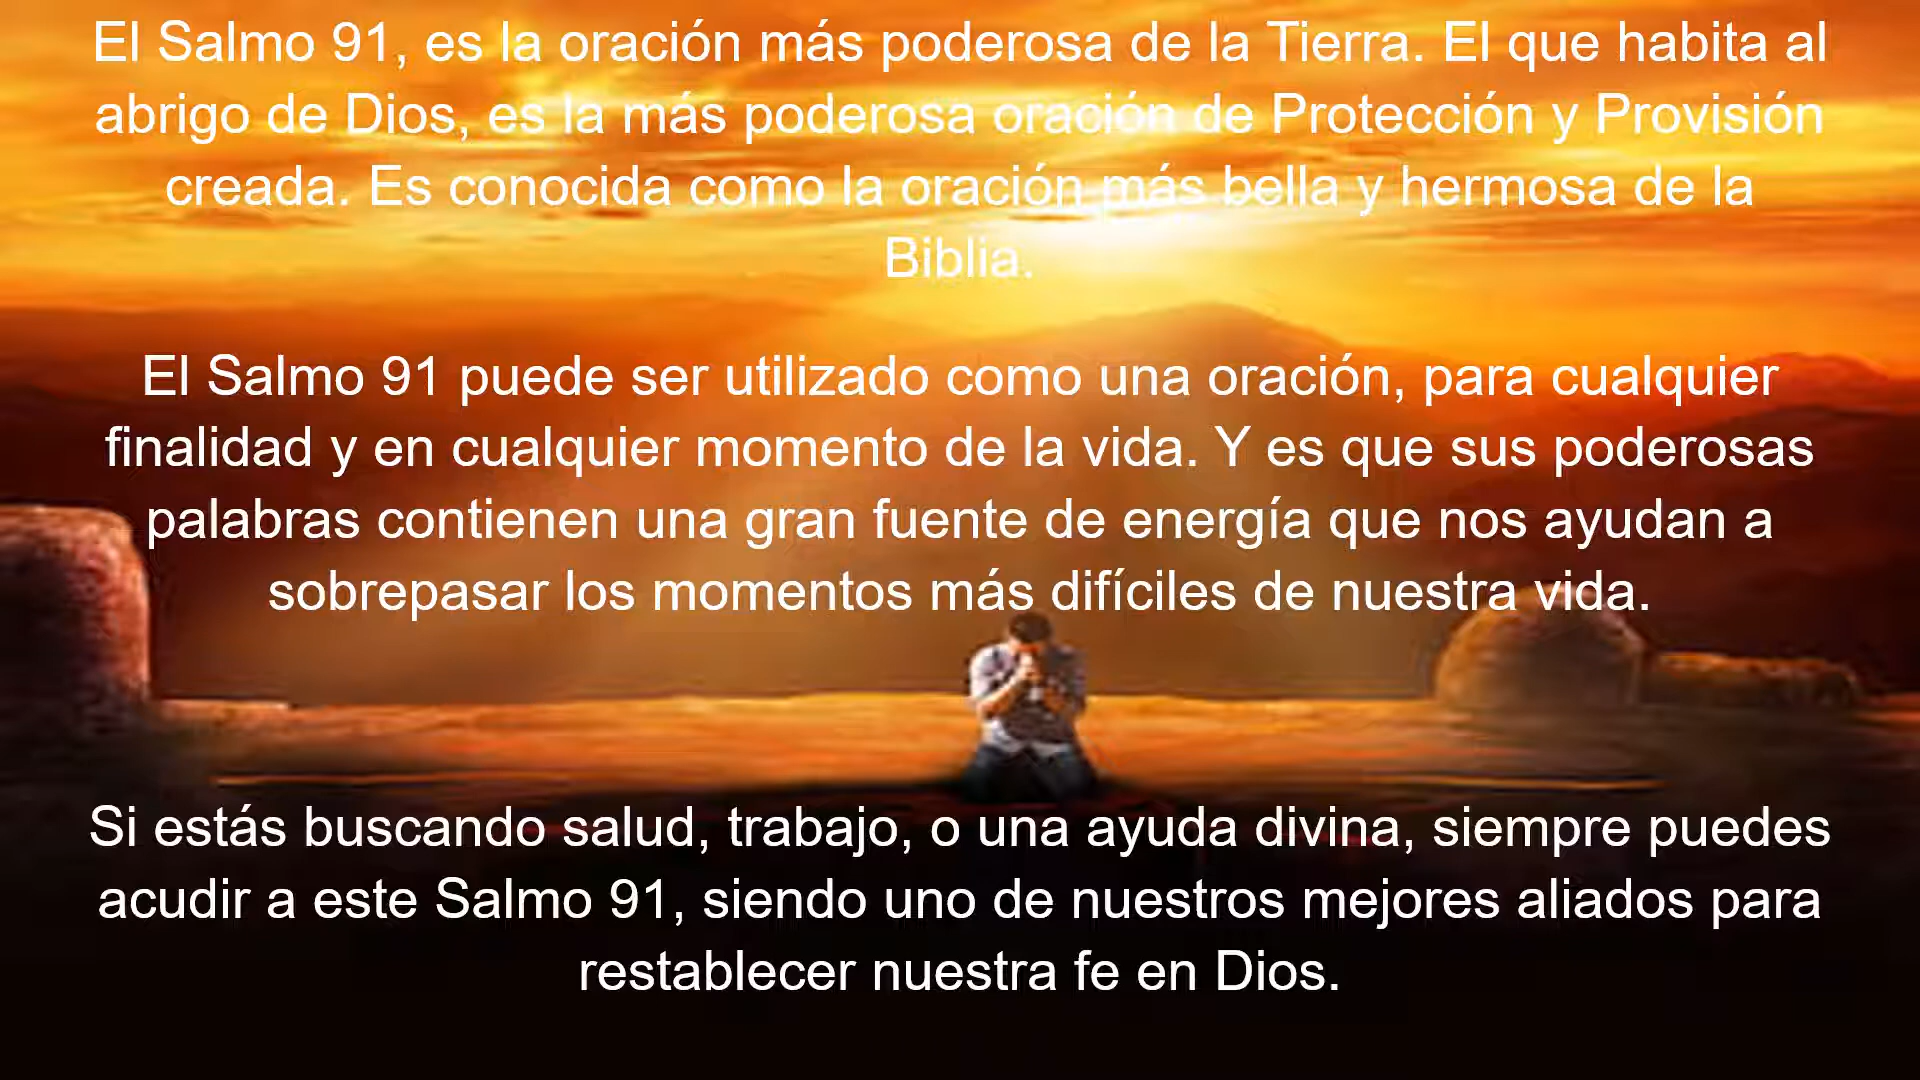 El Salmo 91, es la oración más poderosa de la Tierra. El que habita al
abrigo de Dios, es la más poderosa oración de Protección y Provisión
creada. Es conocida como la oración más bella y hermosa de la
Biblia.
El Salmo 91 puede ser utilizado como una oración, para cualquier
finalidad y en cualquier momento de la vida. Y es que sus poderosas
palabras contienen una gran fuente de energía que nos ayudan a
sobrepasar los momentos más difíciles de nuestra vida.
Si estás buscando salud, trabajo, o una ayuda divina, siempre puedes
acudir a este Salmo 91, siendo uno de nuestros mejores aliados para
restablecer nuestra fe en Dios.